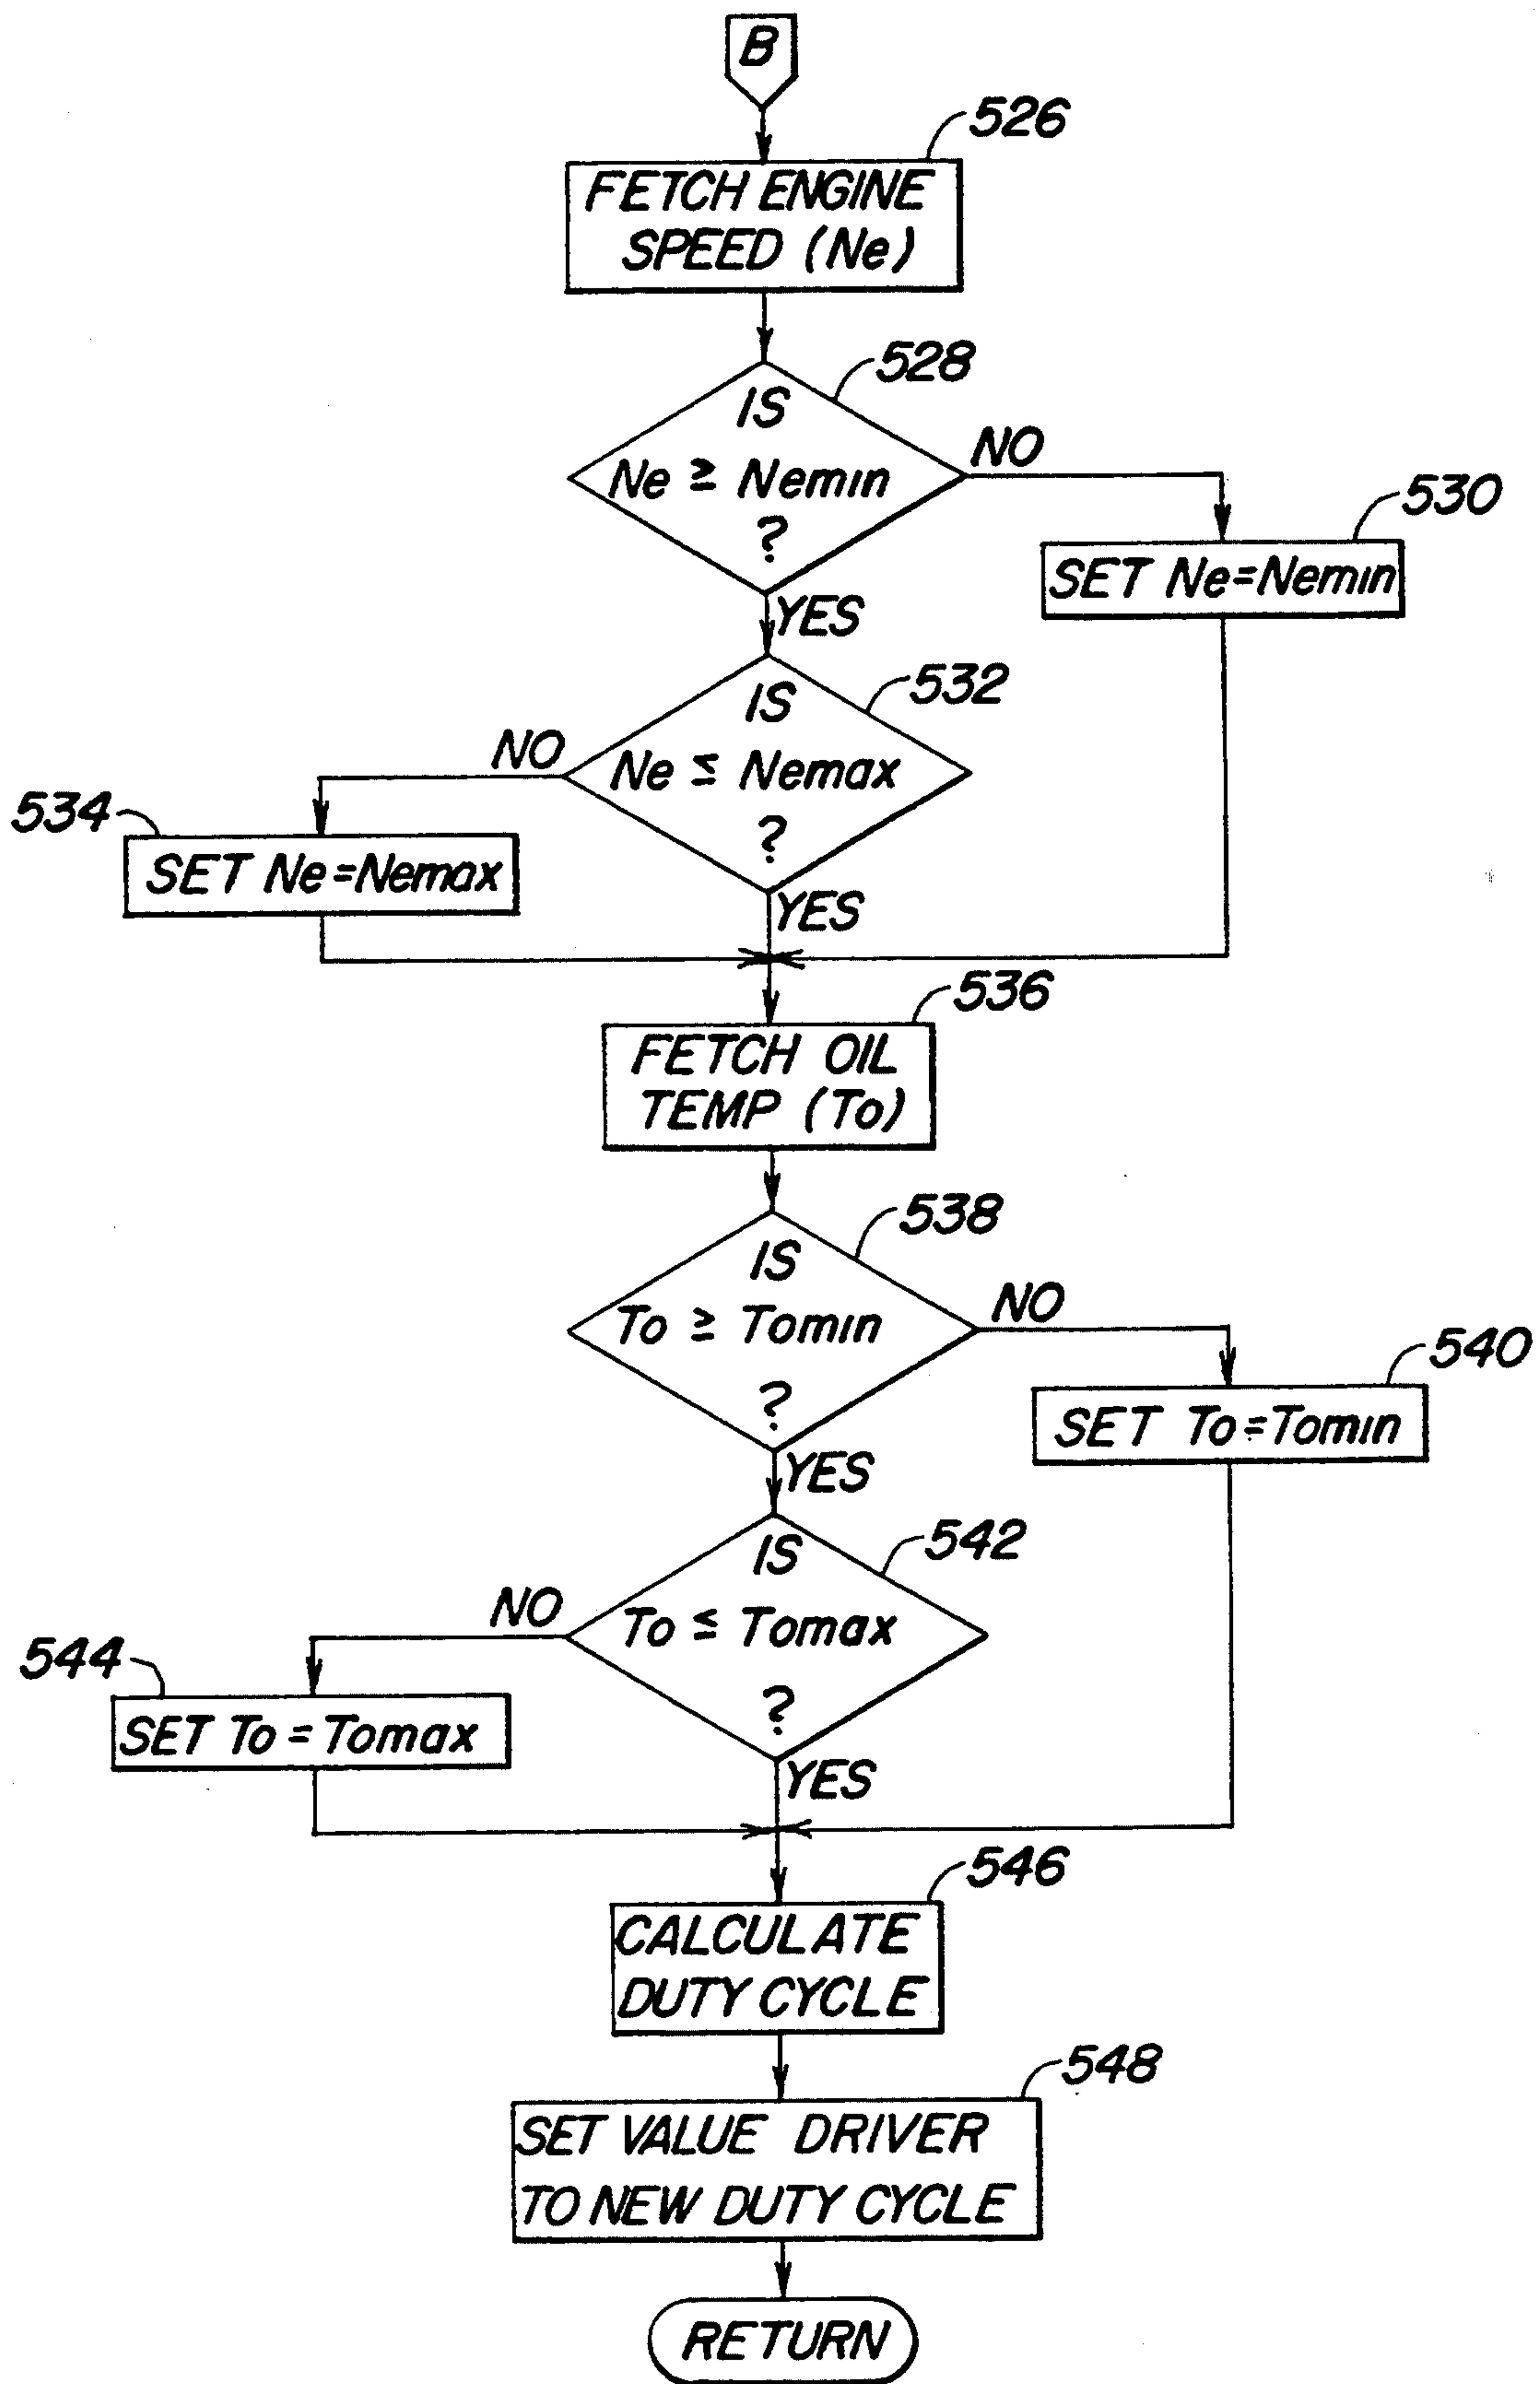 B
526
FETCH ENGINE
SPEED (Ne)
528
IS
Ne ≥ Nemin
?
NO
530
SET Ne=Nemin
YES
532
IS
Ne ≤ Nemax
?
NO
534
SET Ne=Nemax
YES
536
FETCH OIL
TEMP (To)
538
IS
To ≥ Tomin
?
NO
540
SET To=Tomin
YES
542
IS
To ≤ Tomax
?
NO
544
SET To=Tomax
YES
546
CALCULATE
DUTY CYCLE
548
SET VALUE DRIVER
TO NEW DUTY CYCLE
RETURN